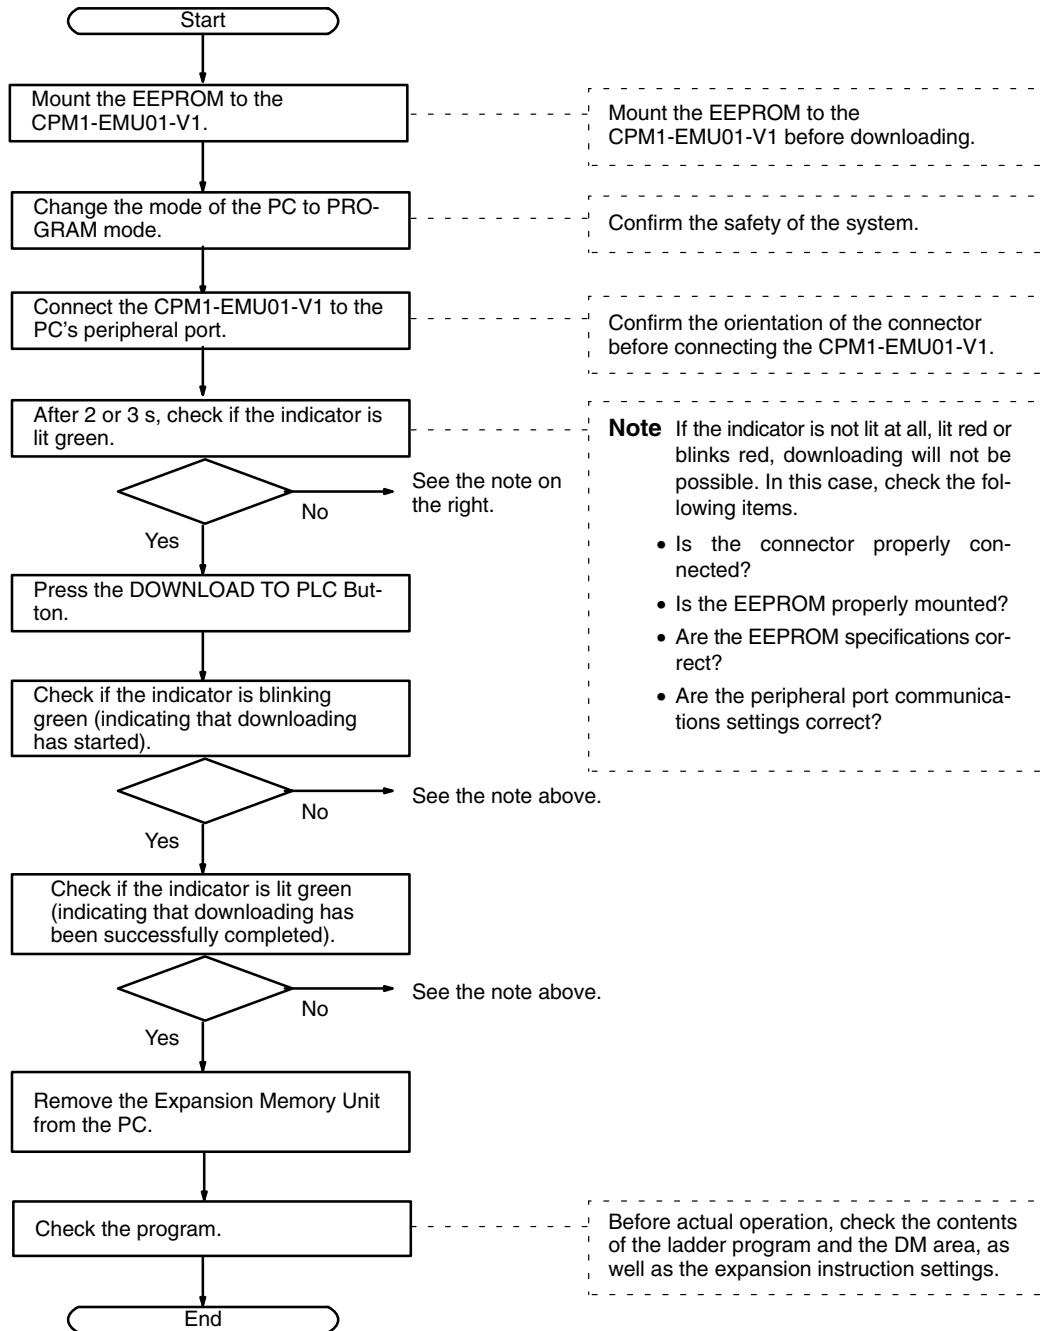 Start
Mount the EEPROM to the
CPM1-EMU01-V1.
Mount the EEPROM to the
CPM1-EMU01-V1 before downloading.
Change the mode of the PC to PRO-
GRAM mode.
Confirm the safety of the system.
Connect the CPM1-EMU01-V1 to the
PC's peripheral port.
Confirm the orientation of the connector
before connecting the CPM1-EMU01-V1.
After 2 or 3 s, check if the indicator is
lit green.
Note If the indicator is not lit at all, lit red or
blinks red, downloading will not be
possible. In this case, check the fol-
lowing items.
• Is the connector properly con-
nected?
• Is the EEPROM properly mounted?
• Are the EEPROM specifications cor-
rect?
• Are the peripheral port communica-
tions settings correct?
See the note on
the right.
No
Yes
Press the DOWNLOAD TO PLC But-
ton.
Check if the indicator is blinking
green (indicating that downloading
has started).
See the note above.
No
Yes
Check if the indicator is lit green
(indicating that downloading has
been successfully completed).
See the note above.
No
Yes
Remove the Expansion Memory Unit
from the PC.
Check the program.
Before actual operation, check the contents
of the ladder program and the DM area, as
well as the expansion instruction settings.
End